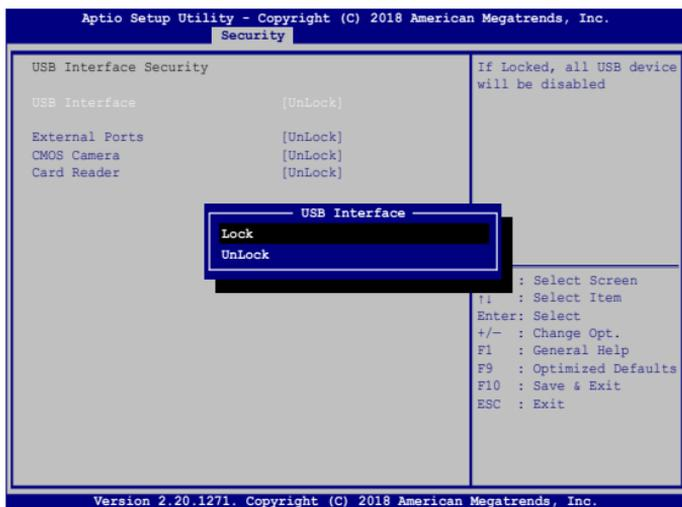 Aptio Setup Utility - Copyright (C) 2018 American Megatrends, Inc.
Security
USB Interface Security
USB Interface [UnLock]
External Ports [UnLock]
CMOS Camera [UnLock]
Card Reader [UnLock]
If Locked, all USB device
will be disabled
USB Interface
Lock
UnLock
: Select Screen
↑↓ : Select Item
Enter: Select
+/— : Change Opt.
F1 : General Help
F9 : Optimized Defaults
F10 : Save & Exit
ESC : Exit
Version 2.20.1271. Copyright (C) 2018 American Megatrends, Inc.